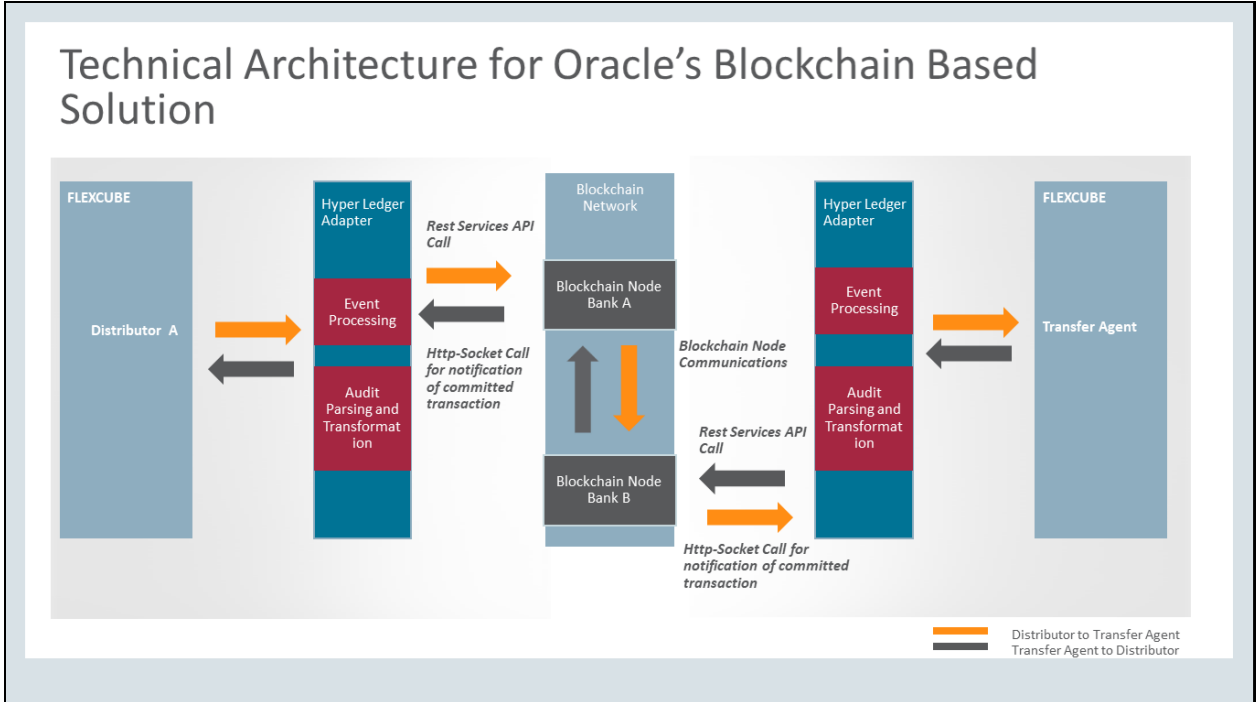 Technical Architecture for Oracle's Blockchain Based
Solution
FLEXCUBE
Distributor A
Hyper Ledger
Adapter
Event
Processing
Audit
Parsing and
Transformat
ion
Rest Services API
Call
Http-Socket Call
for notification
of committed
transaction
Blockchain
Network
Blockchain Node
Bank A
Blockchain Node
Communications
Blockchain Node
Bank B
Rest Services API
Call
Http-Socket Call for
notification of committed
transaction
Hyper Ledger
Adapter
Event
Processing
Audit
Parsing and
Transformat
ion
FLEXCUBE
Transfer Agent
Distributor to Transfer Agent
Transfer Agent to Distributor